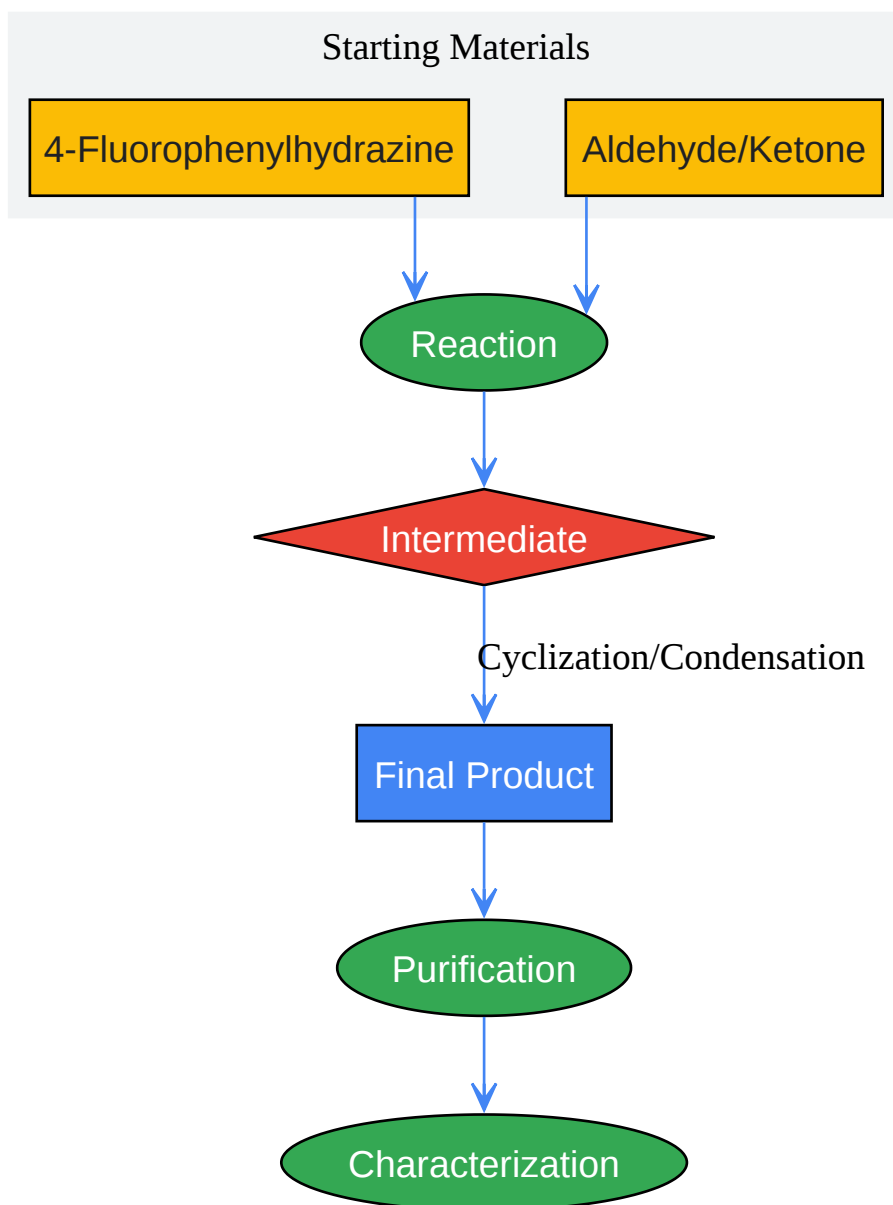 Starting Materials
4-Fluorophenylhydrazine
Aldehyde/Ketone
Reaction
Intermediate
Cyclization/Condensation
Final Product
Purification
Characterization